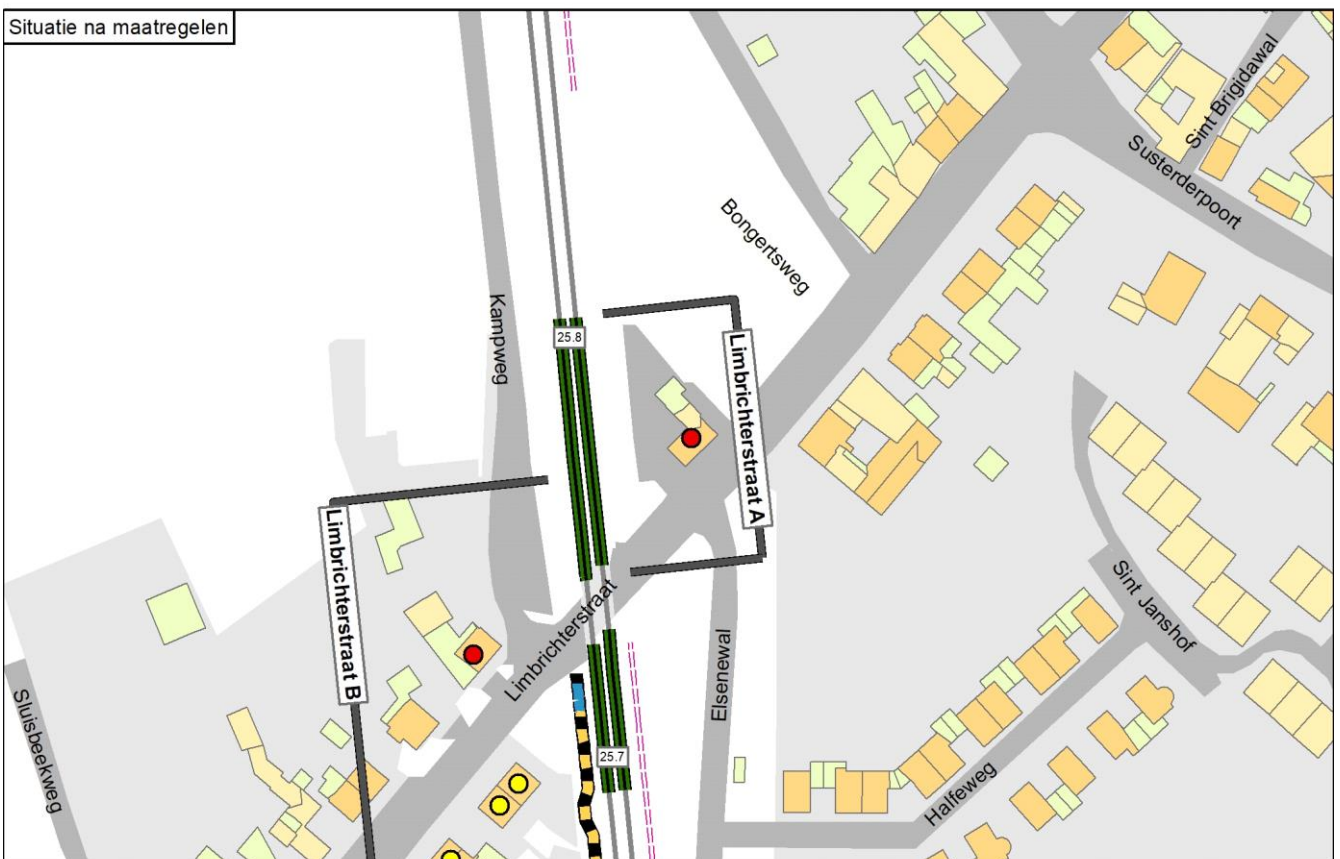 Situatie na maatregelen
Sint Brigidawal
Susterderpoort
Bongertsweg
Kampweg
25.8
Limbrichterstraat A
Limbrichterstraat B
Limbrichterstraat
Sint Janshof
Elsenewal
Sluisbeekweg
25.7
Halfeweg